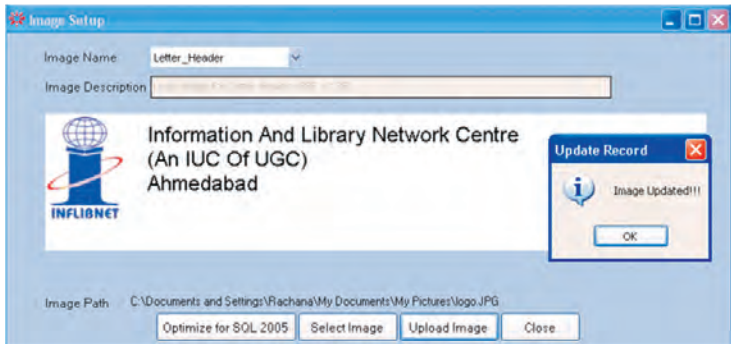 Image Setup
Image Name Letter_Header
Image Description
Information And Library Network Centre
(An IUC Of UGC)
Ahmedabad
INFLIBNET
Update Record
Image Updated!!!
OK
Image Path C:\Documents and Settings\Rachana\My Documents\My Pictures\logo.JPG
Optimize for SQL 2005 Select Image Upload Image Close